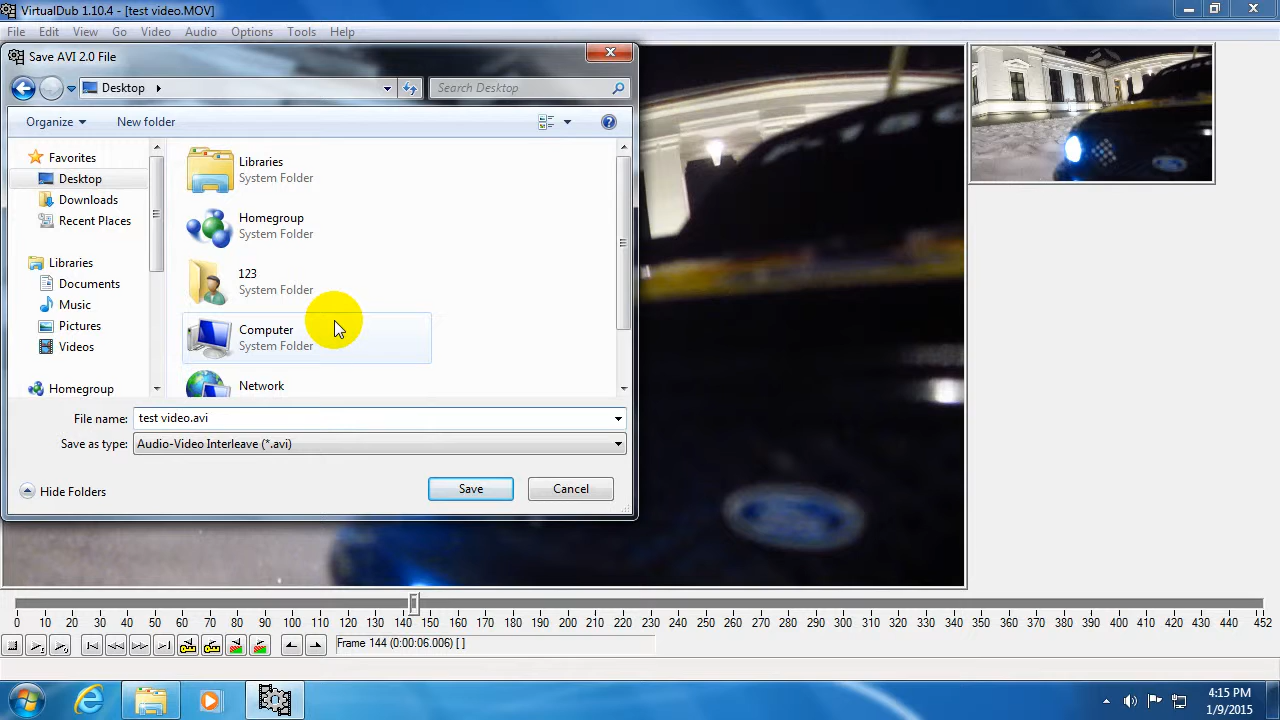 VirtualDub 1.10.4 - [test video.MOV]
File Edit View Go Video Audio Options Tools Help
Save AVI 2.0 File
Desktop
Search Desktop
Organize New folder
Favorites
Desktop
Downloads
Recent Places
Libraries
Documents
Music
Pictures
Videos
Homegroup
Libraries
System Folder
Homegroup
System Folder
123
System Folder
Computer
System Folder
Network
File name: test video.avi
Save as type: Audio-Video Interleave (*.avi)
Hide Folders Save Cancel
0 10 20 30 40 50 60 70 80 90 100 110 120 130 140 150 160 170 180 190 200 210 220 230 240 250 260 270 280 290 300 310 320 330 340 350 360 370 380 390 400 410 420 430 440 452
Frame 144 (0:00:06.006) [ ]
4:15 PM
1/9/2015